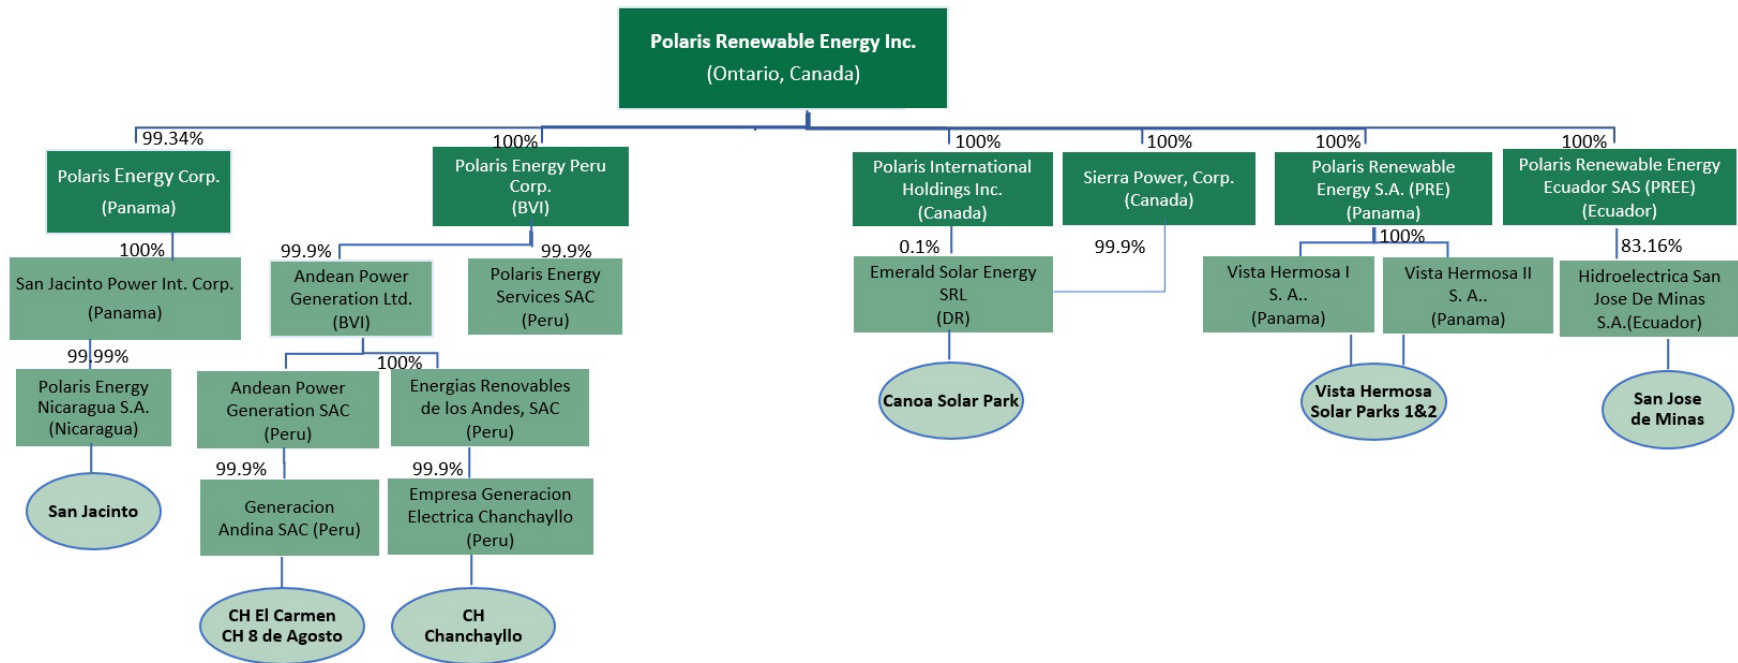 Polaris Renewable Energy Inc.
(Ontario, Canada)
99.34%
100%
100%
100%
100%
100%
Polaris Energy Corp.
(Panama)
Polaris Energy Peru
Corp.
(BVI)
Polaris International
Holdings Inc.
(Canada)
Sierra Power, Corp.
(Canada)
Polaris Renewable
Energy S.A. (PRE)
(Panama)
Polaris Renewable Energy
Ecuador SAS (PREE)
(Ecuador)
100%
99.9%
99.9%
0.1%
99.9%
100%
83.16%
San Jacinto Power Int. Corp.
(Panama)
Andean Power
Generation Ltd.
(BVI)
Polaris Energy
Services SAC
(Peru)
Emerald Solar Energy
SRL
(DR)
Vista Hermosa I
S. A..
(Panama)
Vista Hermosa II
S. A..
(Panama)
Hidroelectrica San
Jose De Minas
S.A.(Ecuador)
99.99%
100%
Polaris Energy
Nicaragua S.A.
(Nicaragua)
Andean Power
Generation SAC
(Peru)
Energias Renovables
de los Andes, SAC
(Peru)
Canoa Solar Park
Vista Hermosa
Solar Parks 1&2
San Jose
de Minas
99.9%
99.9%
San Jacinto
Generacion
Andina SAC (Peru)
Empresa Generacion
Electrica Chanchayllo
(Peru)
CH El Carmen
CH 8 de Agosto
CH
Chanchayllo